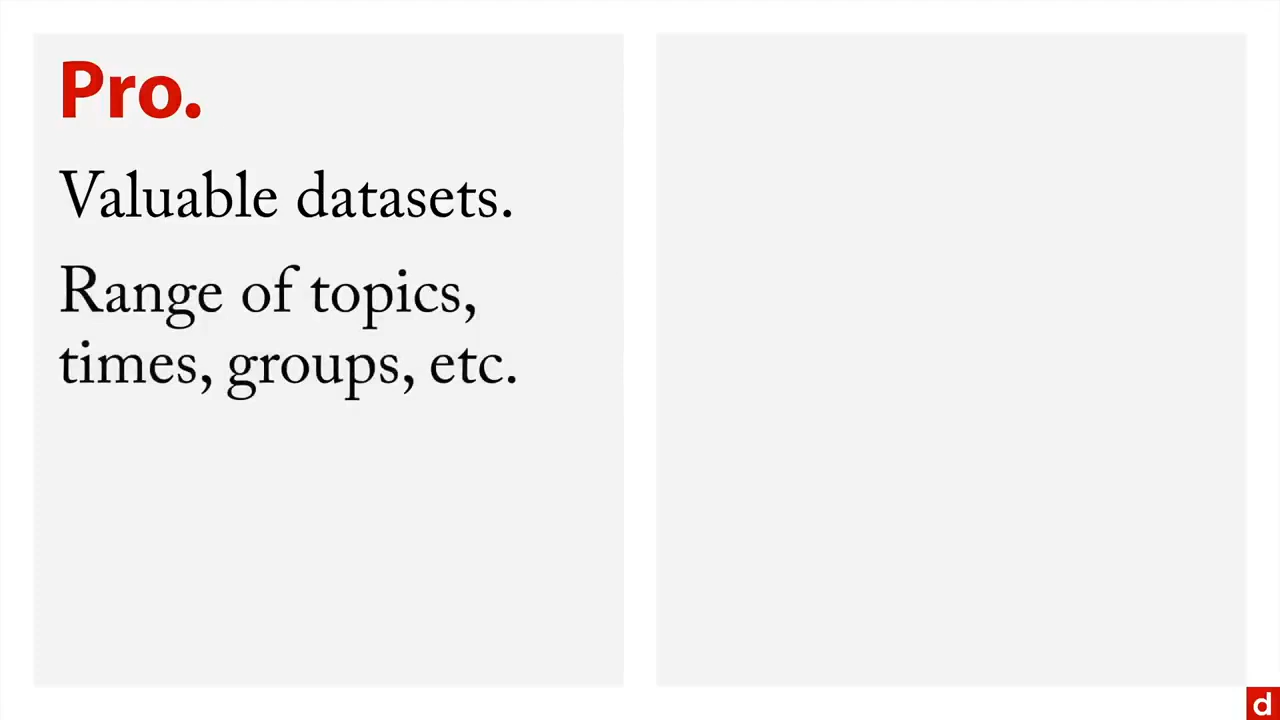 Pro.
Valuable datasets.
Range of topics,
times, groups, etc.
d